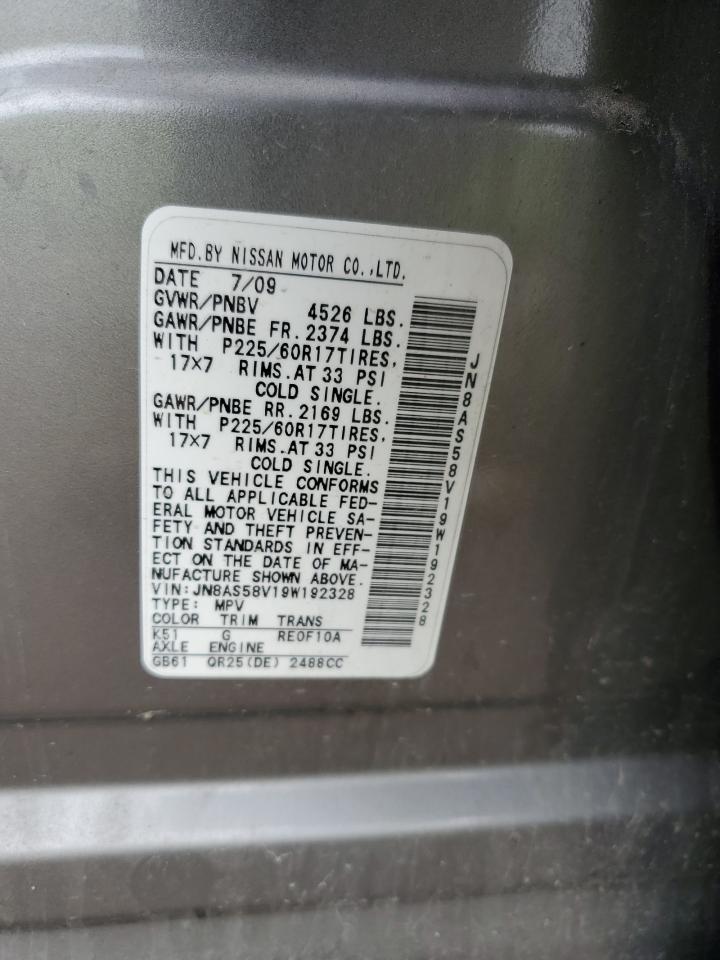 MFD.BY NISSAN MOTOR CO.,LTD.
DATE 7/09
GVWR/PNBV 4526 LBS.
GAWR/PNBE FR. 2374 LBS.
WITH P225/60R17TIRES,
17×7 RIMS.AT 33 PSI
COLD SINGLE.
GAWR/PNBE RR. 2169 LBS.
WITH P225/60R17TIRES,
17×7 RIMS.AT 33 PSI
COLD SINGLE.
THIS VEHICLE CONFORMS
TO ALL APPLICABLE FED-
ERAL MOTOR VEHICLE SA-
FETY AND THEFT PREVEN-
TION STANDARDS IN EFF-
ECT ON THE DATE OF MA-
NUFACTURE SHOWN ABOVE.
VIN:JN8AS58V19W192328
TYPE: MPV
COLOR TRIM TRANS
K51 G RE0F10A
AXLE ENGINE
GB61 QR25(DE) 2488CC
JN8AS58V19W192328